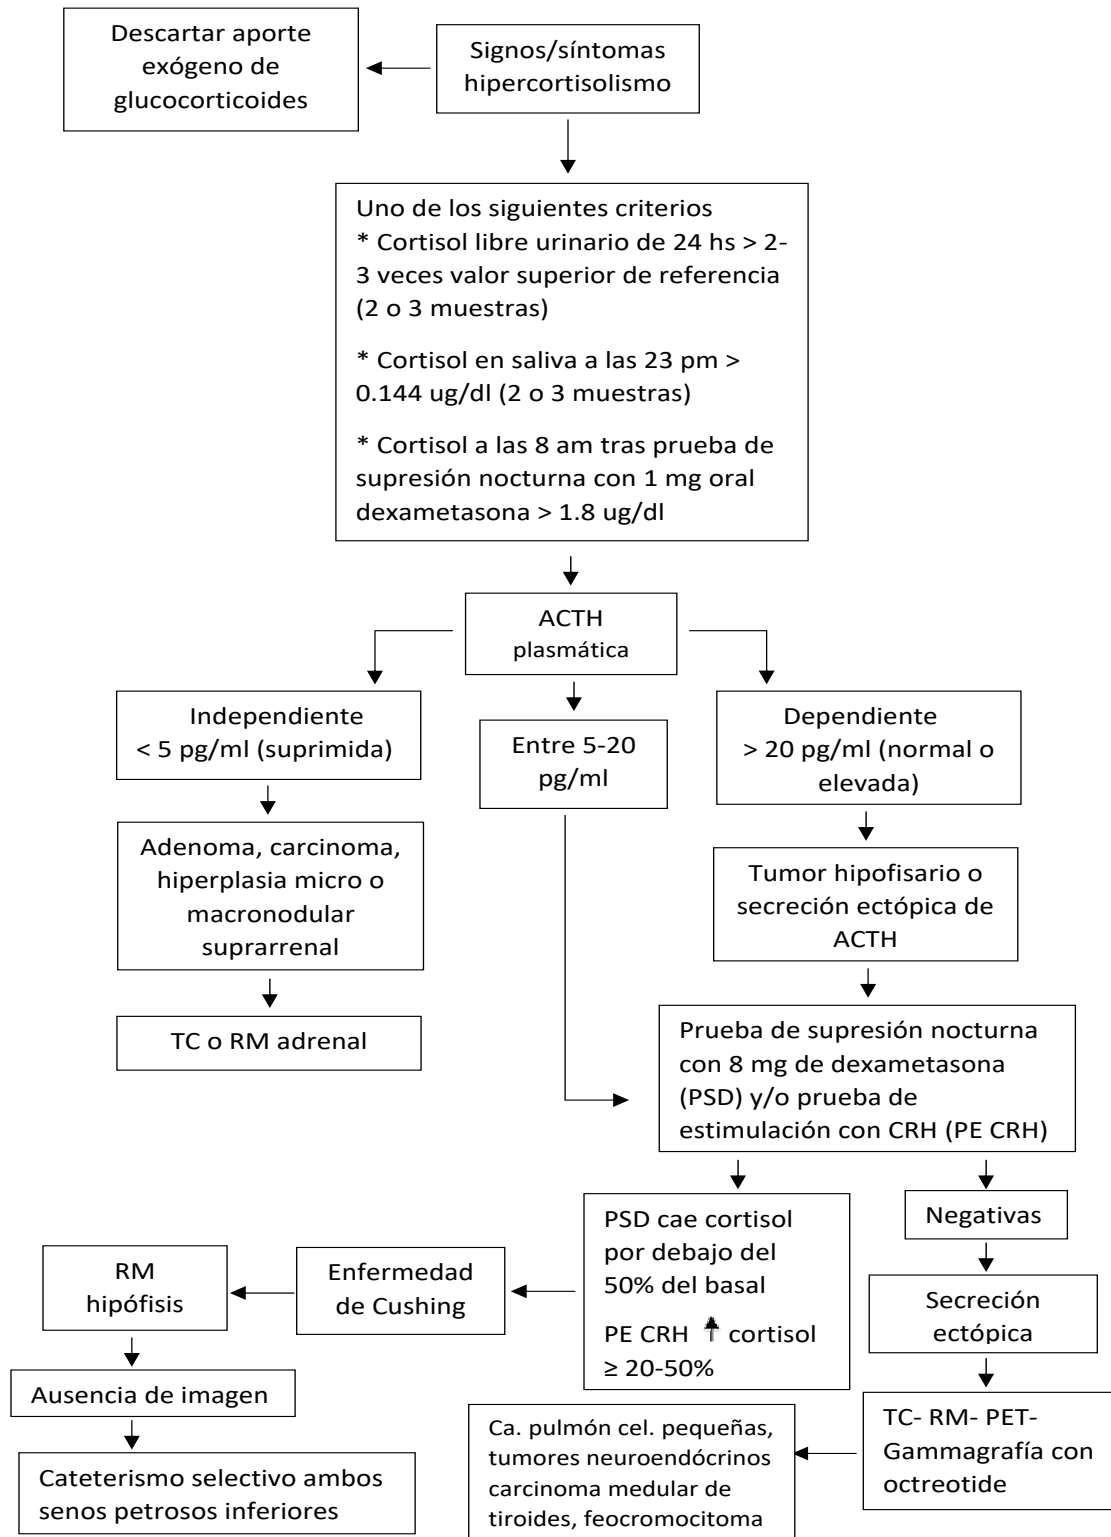 Descartar aporte
exógeno de
glucocorticoides
Signos/síntomas
hipercortisolismo
Uno de los siguientes criterios
* Cortisol libre urinario de 24 hs > 2-
3 veces valor superior de referencia
(2 o 3 muestras)
* Cortisol en saliva a las 23 pm >
0.144 ug/dl (2 o 3 muestras)
* Cortisol a las 8 am tras prueba de
supresión nocturna con 1 mg oral
dexametasona > 1.8 ug/dl
ACTH
plasmática
Independiente
< 5 pg/ml (suprimida)
Entre 5-20
pg/ml
Dependiente
> 20 pg/ml (normal o
elevada)
Adenoma, carcinoma,
hiperplasia micro o
macronodular
suprarrenal
Tumor hipofisario o
secreción ectópica de
ACTH
TC o RM adrenal
Prueba de supresión nocturna
con 8 mg de dexametasona
(PSD) y/o prueba de
estimulación con CRH (PE CRH)
PSD cae cortisol
por debajo del
50% del basal
PE CRH ↑ cortisol
≥ 20-50%
Negativas
Enfermedad
de Cushing
RM
hipófisis
Secreción
ectópica
Ausencia de imagen
Cateterismo selectivo ambos
senos petrosos inferiores
Ca. pulmón cel. pequeñas,
tumores neuroendócrinos
carcinoma medular de
tiroides, feocromocitoma
TC- RM- PET-
Gammagrafía con
octreotide